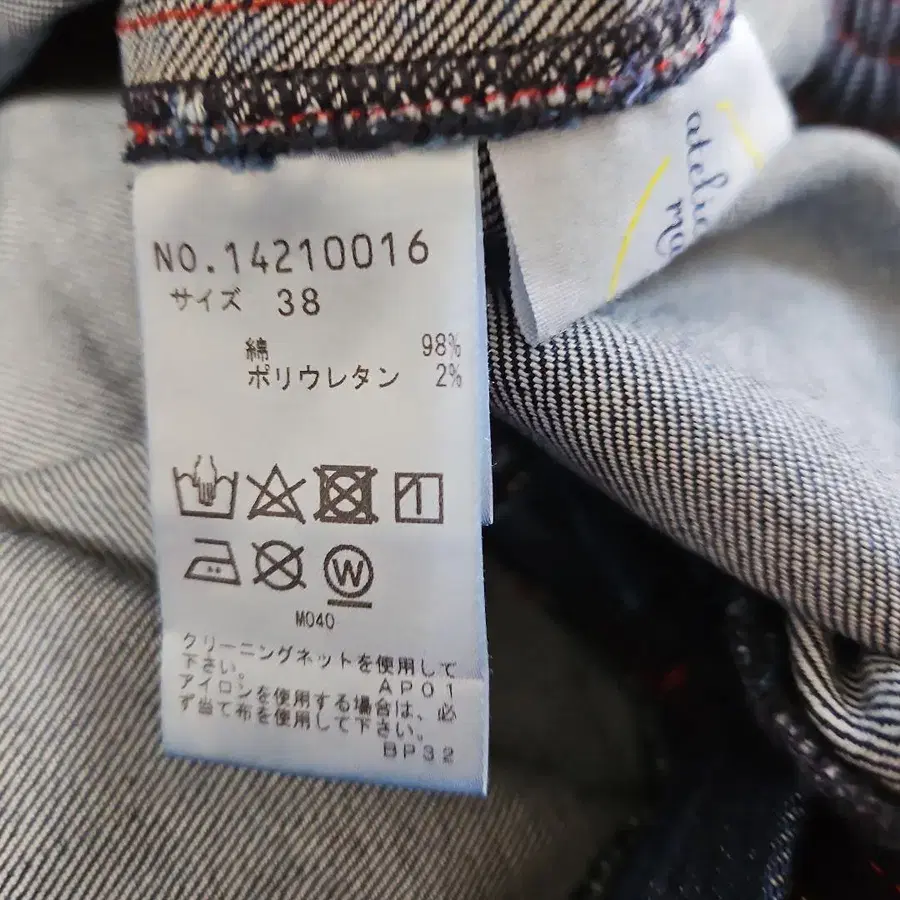 NO.14210016
サイズ 38
綿 98%
ポリウレタン 2%
W
M040
クリーニングネットを使用して
下さい。
AP01
アイロンを使用する場合は、必
ず当て布を使用して下さい。
BP32